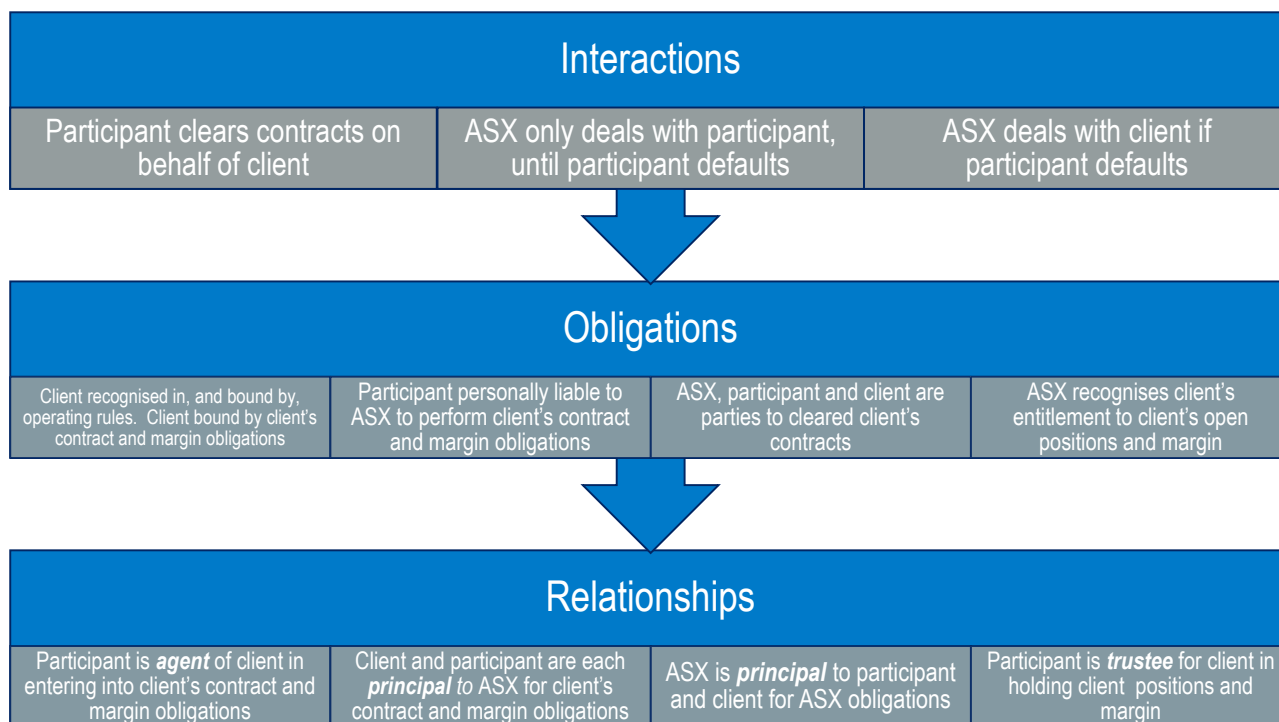 Interactions
Participant clears contracts on
behalf of client
ASX only deals with participant,
until participant defaults
ASX deals with client if
participant defaults
Obligations
Client recognised in, and bound by,
operating rules.  Client bound by client's
contract and margin obligations
Participant personally liable to
ASX to perform client's contract
and margin obligations
ASX, participant and client are
parties to cleared client's
contracts
ASX recognises client's
entitlement to client's open
positions and margin
Relationships
Participant is agent of client in
entering into client's contract and
margin obligations
Client and participant are each
principal to ASX for client's
contract and margin obligations
ASX is principal to participant
and client for ASX obligations
Participant is trustee for client in
holding client  positions and
margin